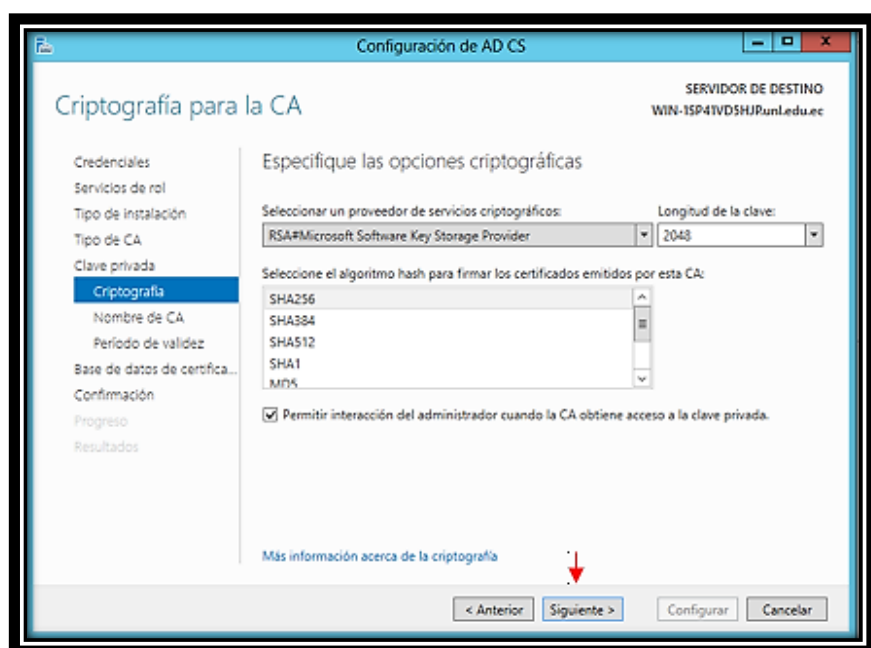 Configuración de AD CS
Criptografía para la CA
SERVIDOR DE DESTINO
WIN-1SP41VD5HJP.unl.edu.ec
Credenciales
Servicios de rol
Tipo de instalación
Tipo de CA
Clave privada
Criptografía
Nombre de CA
Período de validez
Base de datos de certifica...
Confirmación
Progreso
Resultados
Especifique las opciones criptográficas
Seleccionar un proveedor de servicios criptográficos:
Longitud de la clave:
RSA#Microsoft Software Key Storage Provider
2048
Seleccione el algoritmo hash para firmar los certificados emitidos por esta CA:
SHA256
SHA384
SHA512
SHA1
MD5
Permitir interacción del administrador cuando la CA obtiene acceso a la clave privada.
Más información acerca de la criptografía
< Anterior
Siguiente >
Configurar
Cancelar